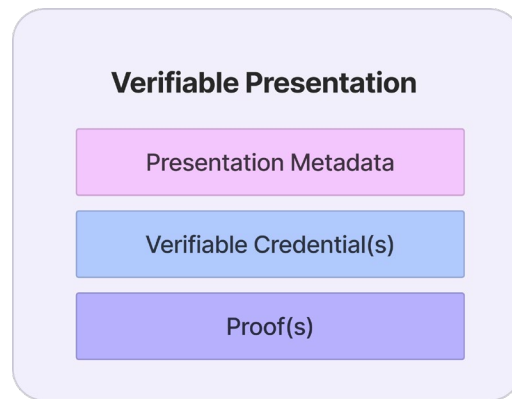 Verifiable Presentation
Presentation Metadata
Verifiable Credential(s)
Proof(s)